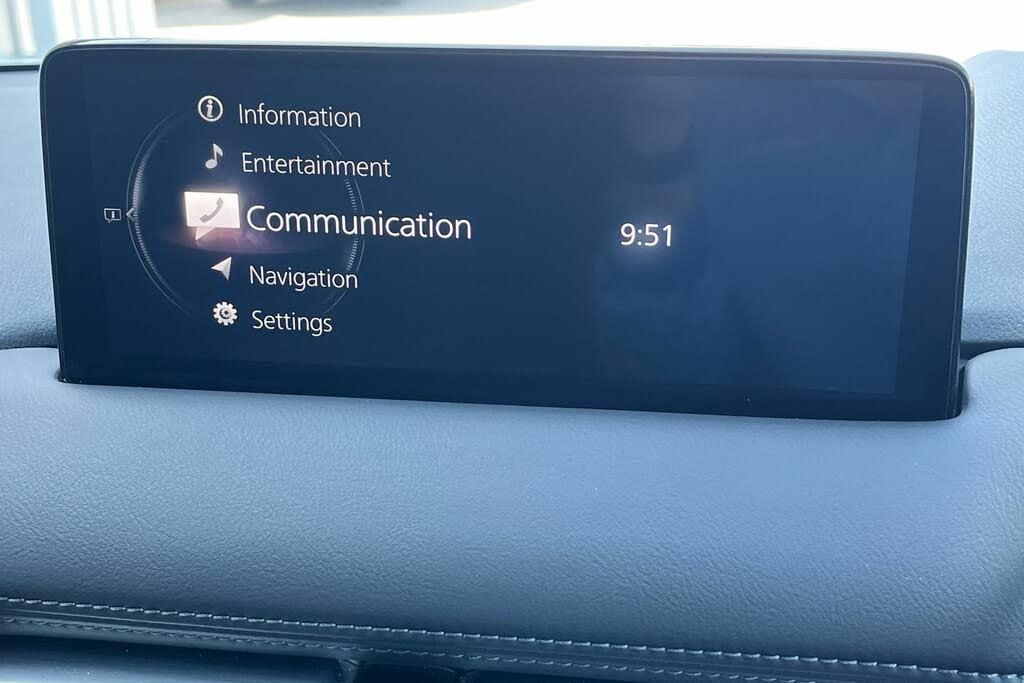 Information
Entertainment
Communication
9:51
Navigation
Settings